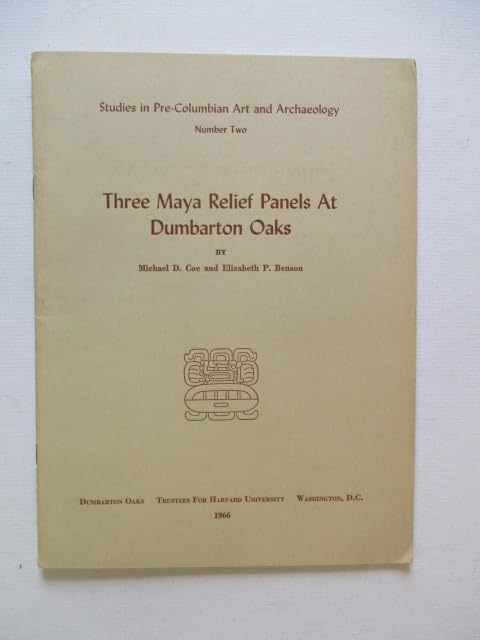 Studies in Pre-Columbian Art and Archaeology
Number Two
Three Maya Relief Panels At
Dumbarton Oaks
BY
Michael D. Coe and Elizabeth P. Benson
Dumbarton Oaks Trustees For Harvard University Washington, D.C.
1966